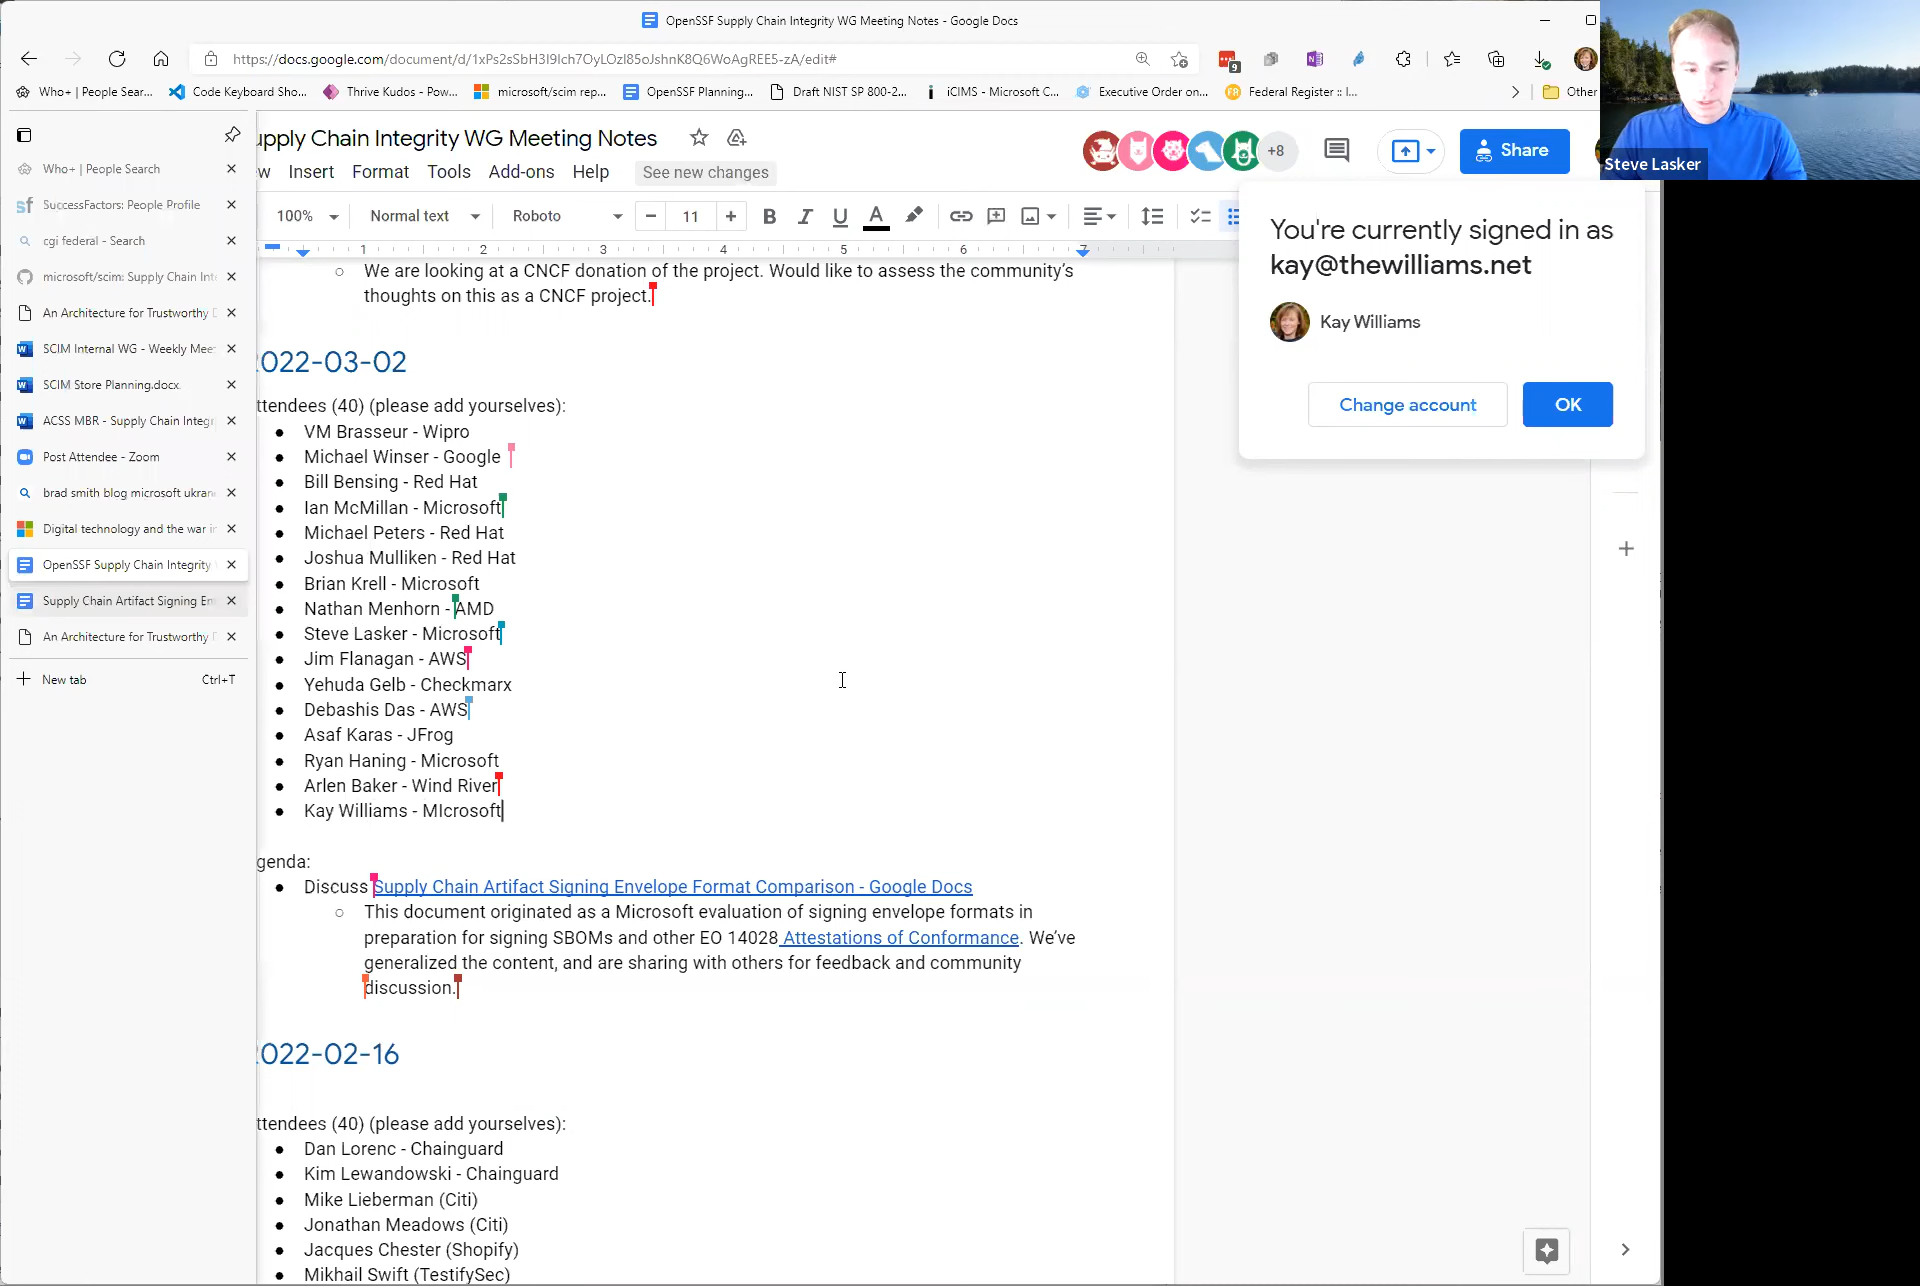 OpenSSF Supply Chain Integrity WG Meeting Notes - Google Docs
https://docs.google.com/document/d/1xPs2sSbH3I9Ich7OyLOzI85oJshnK8Q6WoAgREE5-zA/edit#
9
Who+ | People Sear...
Code Keyboard Sho...
Thrive Kudos - Pow...
microsoft/scim rep...
OpenSSF Planning...
Draft NIST SP 800-2...
iCIMS - Microsoft C...
Executive Order on...
Federal Register :: I...
Other
Steve Lasker
Who+ | People Search
SuccessFactors: People Profile
cgi federal - Search
microsoft/scim: Supply Chain Int
An Architecture for Trustworthy D
SCIM Internal WG - Weekly Mee
SCIM Store Planning.docx
ACSS MBR - Supply Chain Integr
Post Attendee - Zoom
brad smith blog microsoft ukran
Digital technology and the war in
OpenSSF Supply Chain Integrity
Supply Chain Artifact Signing En
An Architecture for Trustworthy D
New tab Ctrl+T
upply Chain Integrity WG Meeting Notes
+8
Share
ew Insert Format Tools Add-ons Help See new changes
100% Normal text Roboto 11
1 2 3 4 5 6 7
You're currently signed in as
kay@thewilliams.net
Kay Williams
Change account OK
We are looking at a CNCF donation of the project. Would like to assess the community's
thoughts on this as a CNCF project.
022-03-02
ttendees (40) (please add yourselves):
VM Brasseur - Wipro
Michael Winser - Google
Bill Bensing - Red Hat
Ian McMillan - Microsoft
Michael Peters - Red Hat
Joshua Mulliken - Red Hat
Brian Krell - Microsoft
Nathan Menhorn - AMD
Steve Lasker - Microsoft
Jim Flanagan - AWS
Yehuda Gelb - Checkmarx
Debashis Das - AWS
Asaf Karas - JFrog
Ryan Haning - Microsoft
Arlen Baker - Wind River
Kay Williams - MIcrosoft
genda:
Discuss Supply Chain Artifact Signing Envelope Format Comparison - Google Docs
This document originated as a Microsoft evaluation of signing envelope formats in
preparation for signing SBOMs and other EO 14028 Attestations of Conformance. We've
generalized the content, and are sharing with others for feedback and community
discussion.
022-02-16
ttendees (40) (please add yourselves):
Dan Lorenc - Chainguard
Kim Lewandowski - Chainguard
Mike Lieberman (Citi)
Jonathan Meadows (Citi)
Jacques Chester (Shopify)
Mikhail Swift (TestifySec)